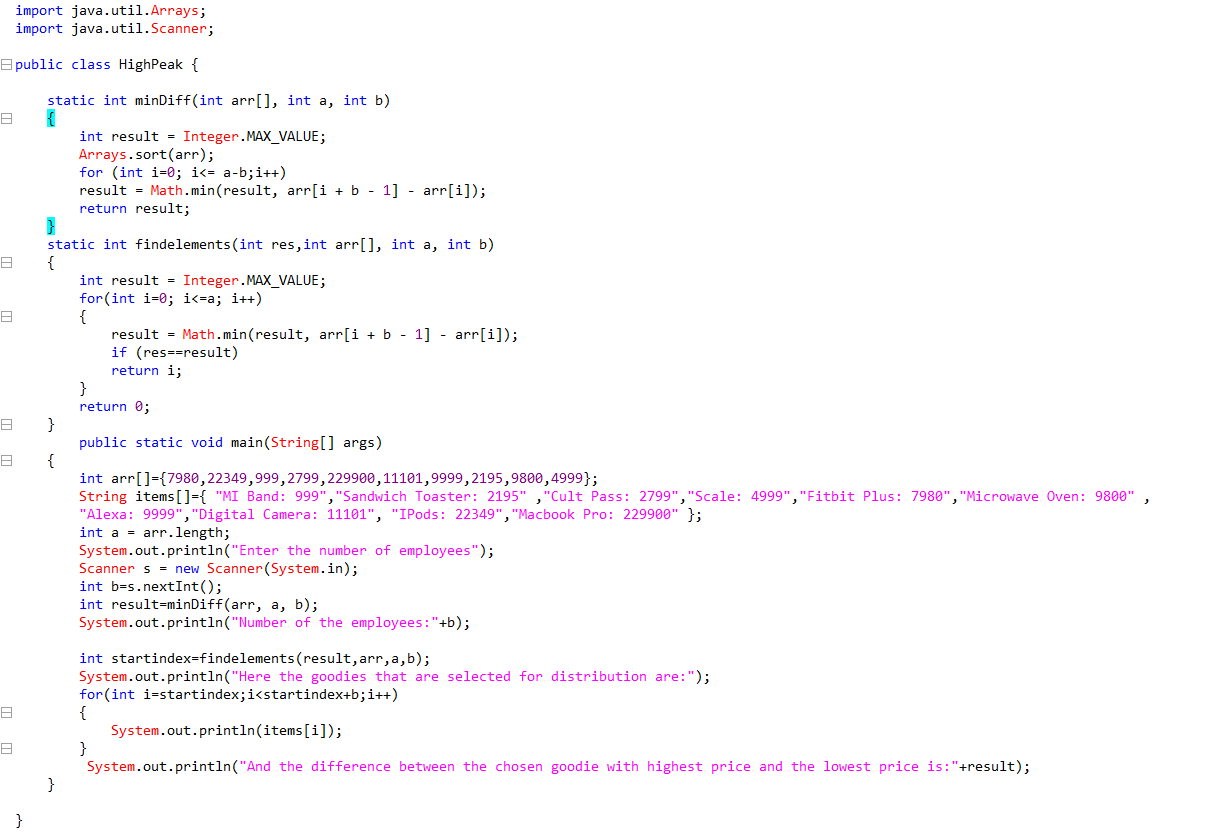 import java.util.Arrays;
import java.util.Scanner;
public class HighPeak {
static int minDiff(int arr[], int a, int b)
{
int result = Integer.MAX_VALUE;
Arrays.sort(arr);
for (int i=0; i<= a-b;i++)
result = Math.min(result, arr[i + b - 1] - arr[i]);
return result;
}
static int findelements(int res,int arr[], int a, int b)
{
int result = Integer.MAX_VALUE;
for(int i=0; i<=a; i++)
{
result = Math.min(result, arr[i + b - 1] - arr[i]);
if (res==result)
return i;
}
return 0;
}
public static void main(String[] args)
{
int arr[]={7980,22349,999,2799,229900,11101,9999,2195,9800,4999};
String items[]={ "MI Band: 999","Sandwich Toaster: 2195" ,"Cult Pass: 2799","Scale: 4999","Fitbit Plus: 7980","Microwave Oven: 9800" ,
"Alexa: 9999","Digital Camera: 11101", "IPods: 22349","Macbook Pro: 229900" };
int a = arr.length;
System.out.println("Enter the number of employees");
Scanner s = new Scanner(System.in);
int b=s.nextInt();
int result=minDiff(arr, a, b);
System.out.println("Number of the employees:"+b);
int startindex=findelements(result,arr,a,b);
System.out.println("Here the goodies that are selected for distribution are:");
for(int i=startindex;i<startindex+b;i++)
{
System.out.println(items[i]);
}
System.out.println("And the difference between the chosen goodie with highest price and the lowest price is:"+result);
}
}